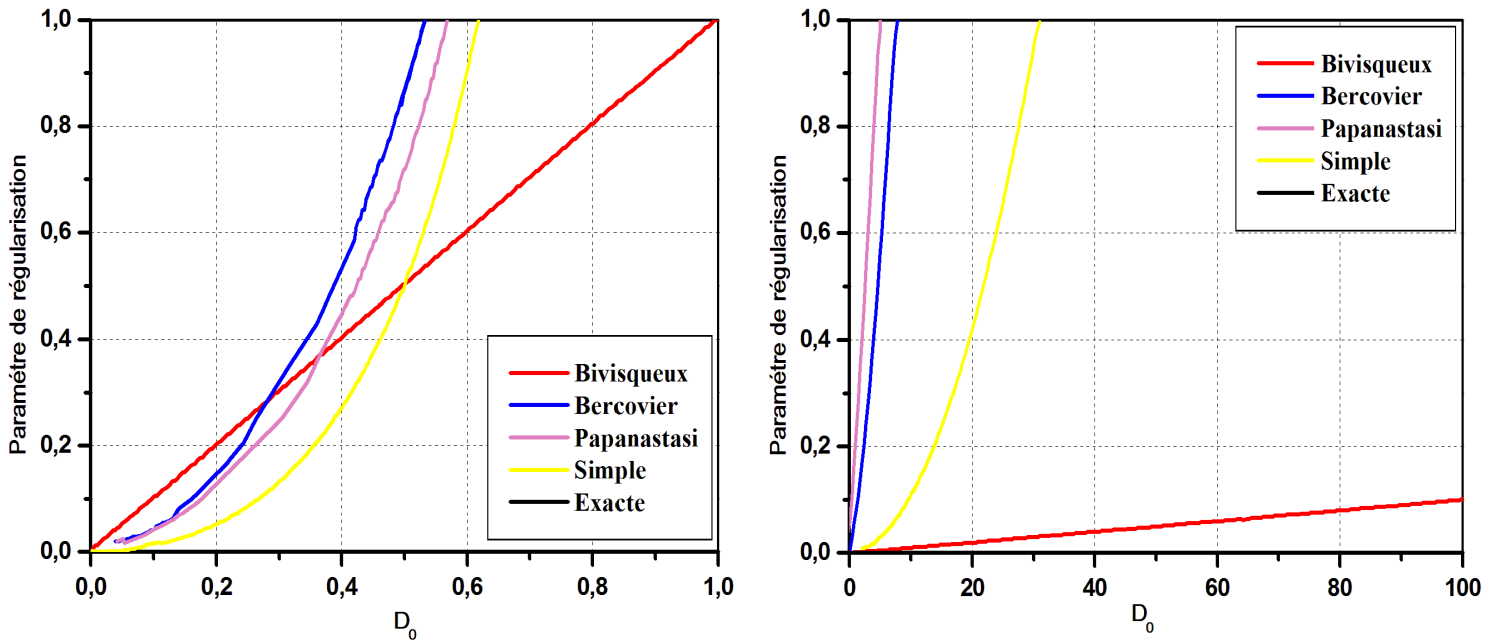 1,0
0,8
0,6
0,4
0,2
0,0
Paramétre de régularisation
0,0
0,2
0,4
0,6
0,8
1,0
D0
Bivisqueux
Bercovier
Papanastasi
Simple
Exacte
1,0
0,8
0,6
0,4
0,2
0,0
Paramétre de régularisation
0
20
40
60
80
100
D0
Bivisqueux
Bercovier
Papanastasi
Simple
Exacte